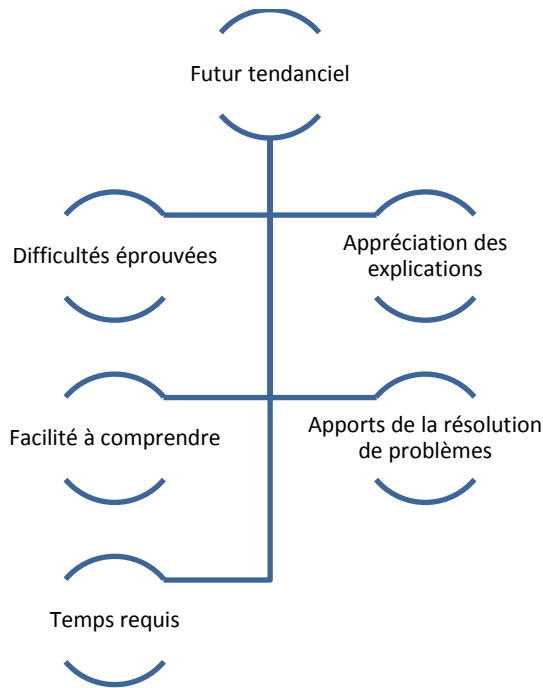 Futur tendanciel
Difficultés éprouvées
Appréciation des
explications
Facilité à comprendre
Apports de la résolution
de problèmes
Temps requis